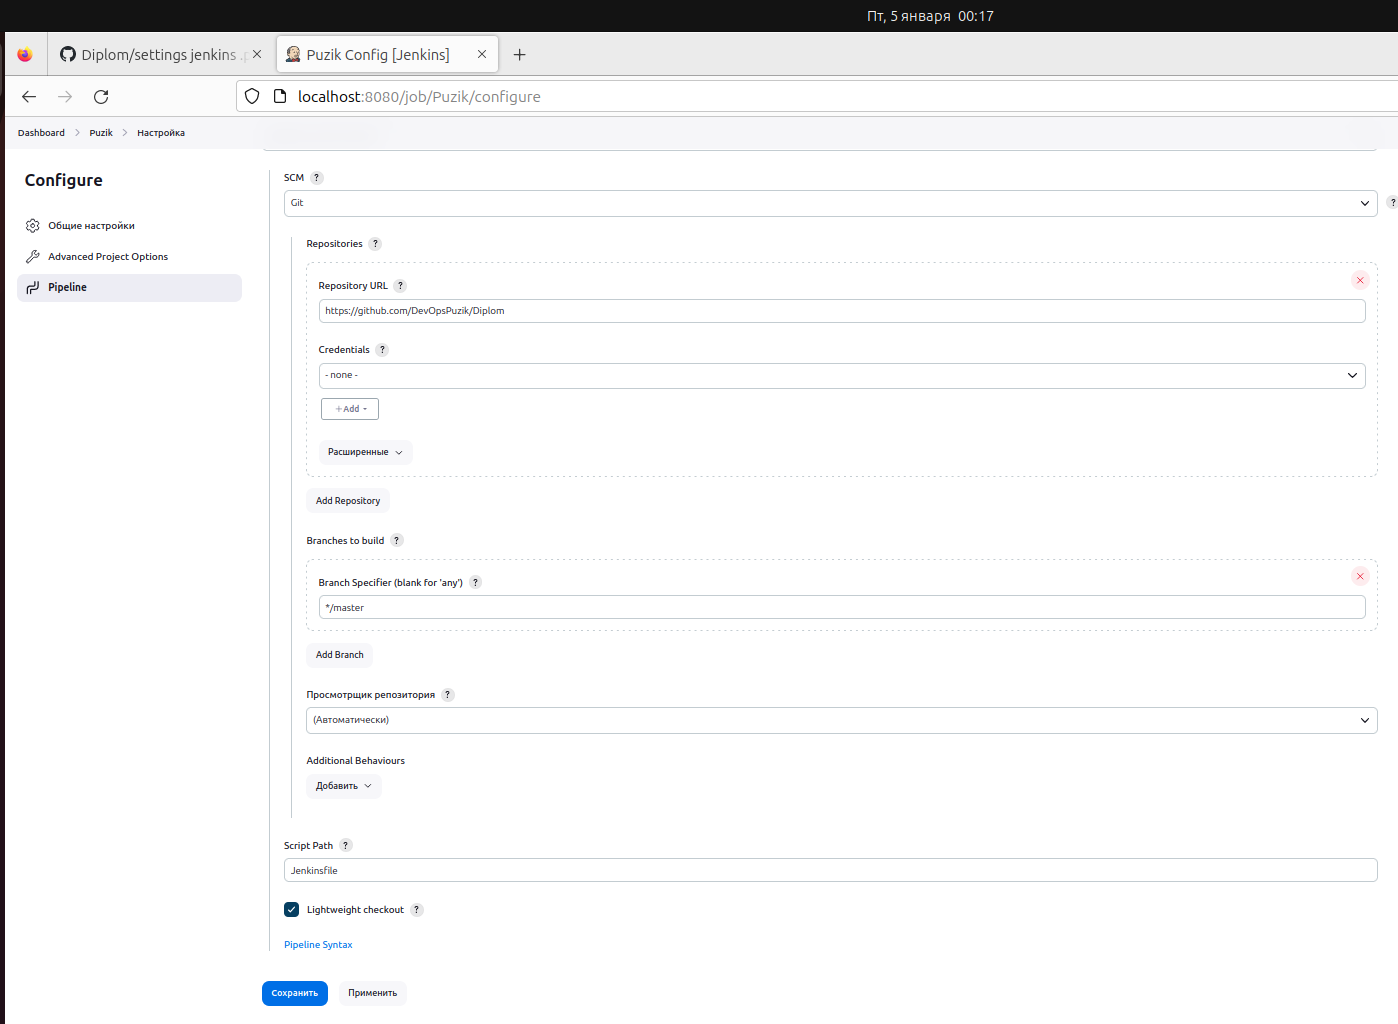 Пт, 5 января 00:17
Diplom/settings jenkins .p
Puzik Config [Jenkins]
localhost:8080/job/Puzik/configure
Dashboard
Puzik
Настройка
Configure
Общие настройки
Advanced Project Options
Pipeline
SCM ?
Git
?
Repositories ?
Repository URL ?
https://github.com/DevOpsPuzik/Diplom
Credentials ?
- none -
+Add
Расширенные
Add Repository
Branches to build ?
Branch Specifier (blank for 'any') ?
*/master
Add Branch
Просмотрщик репозитория ?
(Автоматически)
Additional Behaviours
Добавить
Script Path ?
Jenkinsfile
Lightweight checkout ?
Pipeline Syntax
Сохранить
Применить